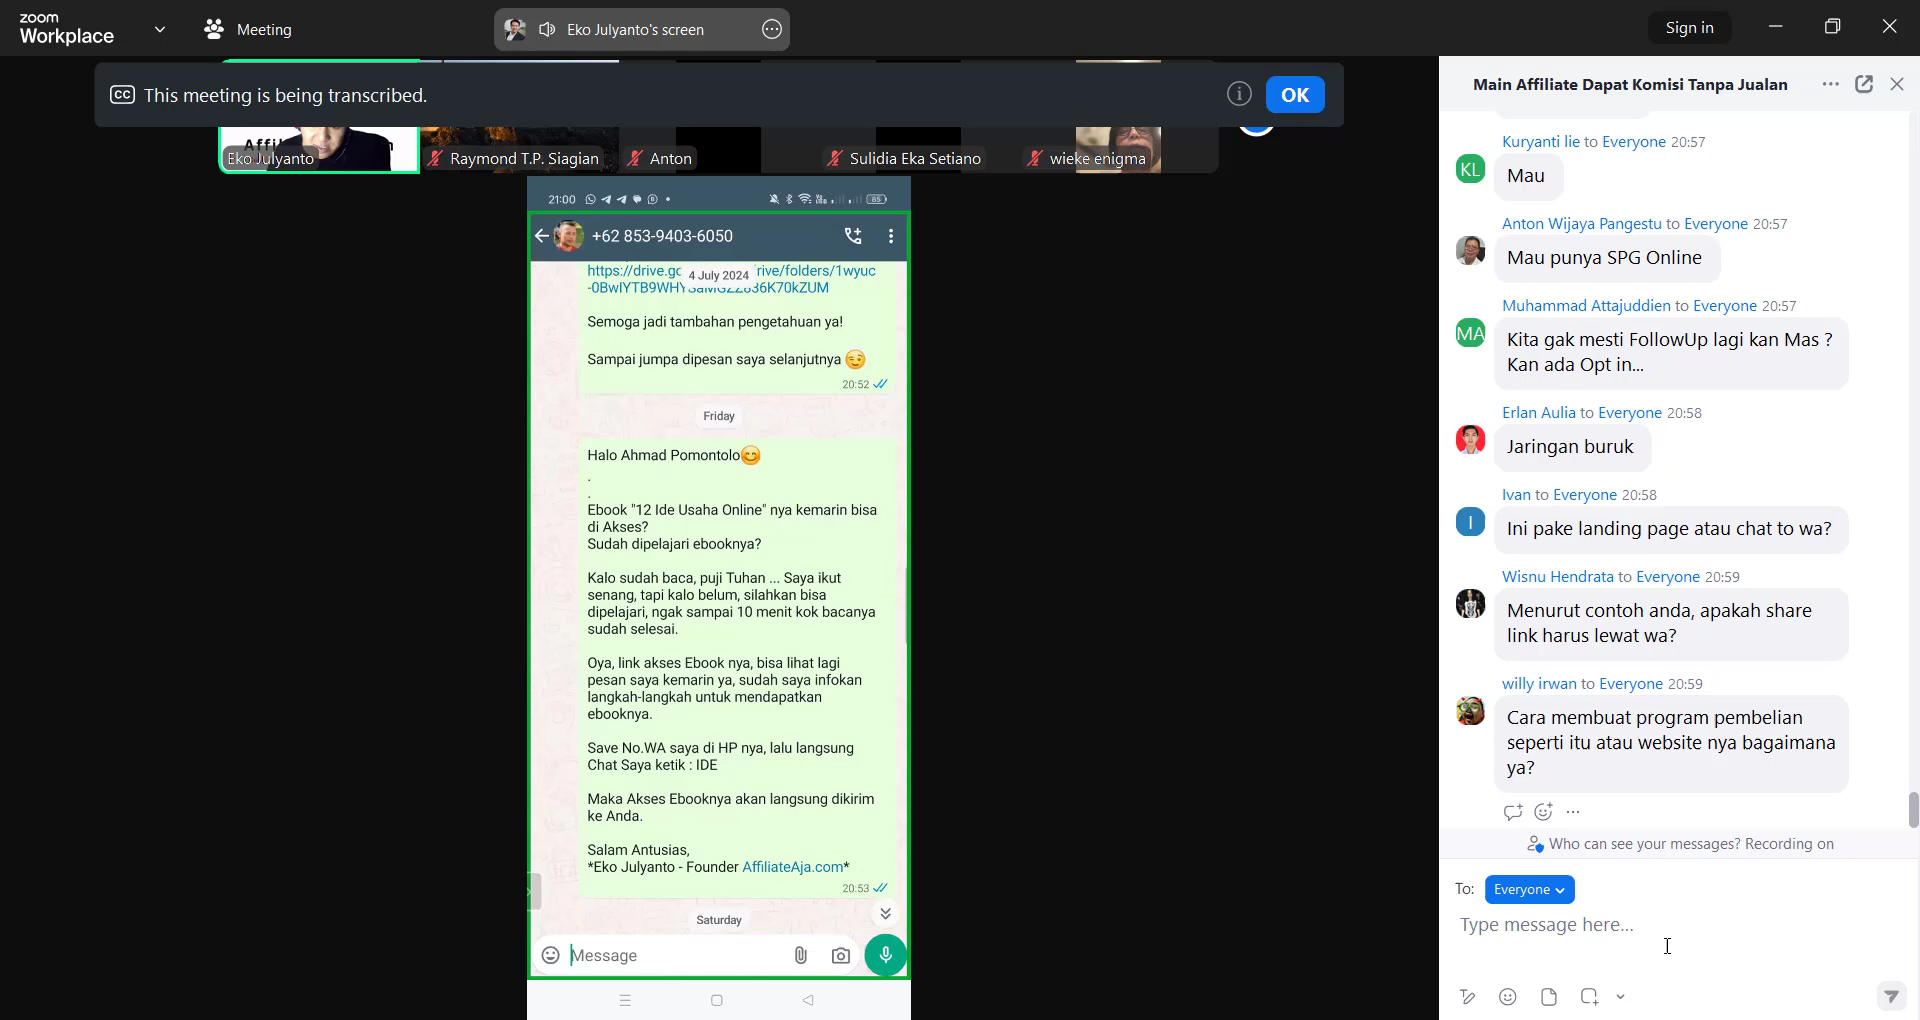 zoom
Workplace
Meeting
Eko Julyanto's screen
Sign in
CC This meeting is being transcribed.
OK
Eko Julyanto
Raymond T.P. Siagian
Anton
Sulidia Eka Setiano
wieke enigma
21:00
85
+62 853-9403-6050
4 July 2024
Semoga jadi tambahan pengetahuan ya!
Sampai jumpa dipesan saya selanjutnya 😉
20:52
Friday
Halo Ahmad Pomontolo😊
.
.
Ebook "12 Ide Usaha Online" nya kemarin bisa
di Akses?
Sudah dipelajari ebooknya?
Kalo sudah baca, puji Tuhan ... Saya ikut
senang, tapi kalo belum, silahkan bisa
dipelajari, ngak sampai 10 menit kok bacanya
sudah selesai.
Oya, link akses Ebook nya, bisa lihat lagi
pesan saya kemarin ya, sudah saya infokan
langkah-langkah untuk mendapatkan
ebooknya.
Save No.WA saya di HP nya, lalu langsung
Chat Saya ketik : IDE
Maka Akses Ebooknya akan langsung dikirim
ke Anda.
Salam Antusias,
*Eko Julyanto - Founder AffiliateAja.com*
20:53
Saturday
Message
Main Affiliate Dapat Komisi Tanpa Jualan
Kuryanti lie to Everyone 20:57
KL
Mau
Anton Wijaya Pangestu to Everyone 20:57
Mau punya SPG Online
Muhammad Attajuddien to Everyone 20:57
MA
Kita gak mesti FollowUp lagi kan Mas ?
Kan ada Opt in...
Erlan Aulia to Everyone 20:58
Jaringan buruk
Ivan to Everyone 20:58
I
Ini pake landing page atau chat to wa?
Wisnu Hendrata to Everyone 20:59
Menurut contoh anda, apakah share
link harus lewat wa?
willy irwan to Everyone 20:59
Cara membuat program pembelian
seperti itu atau website nya bagaimana
ya?
Who can see your messages? Recording on
To: Everyone
Type message here...